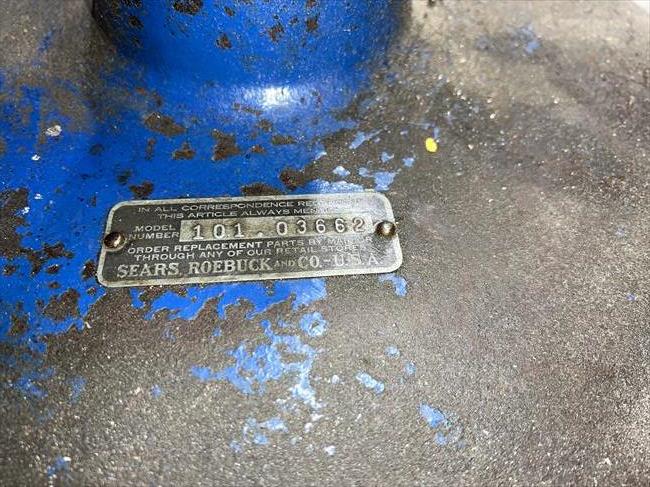 IN ALL CORRESPONDENCE
THIS ARTICLE ALWAYS
MODEL NUMBER 101.03662
ORDER REPLACEMENT PARTS BY MAIL OR
THROUGH ANY OF OUR RETAIL STORES
SEARS, ROEBUCK AND CO.-U.S.A.